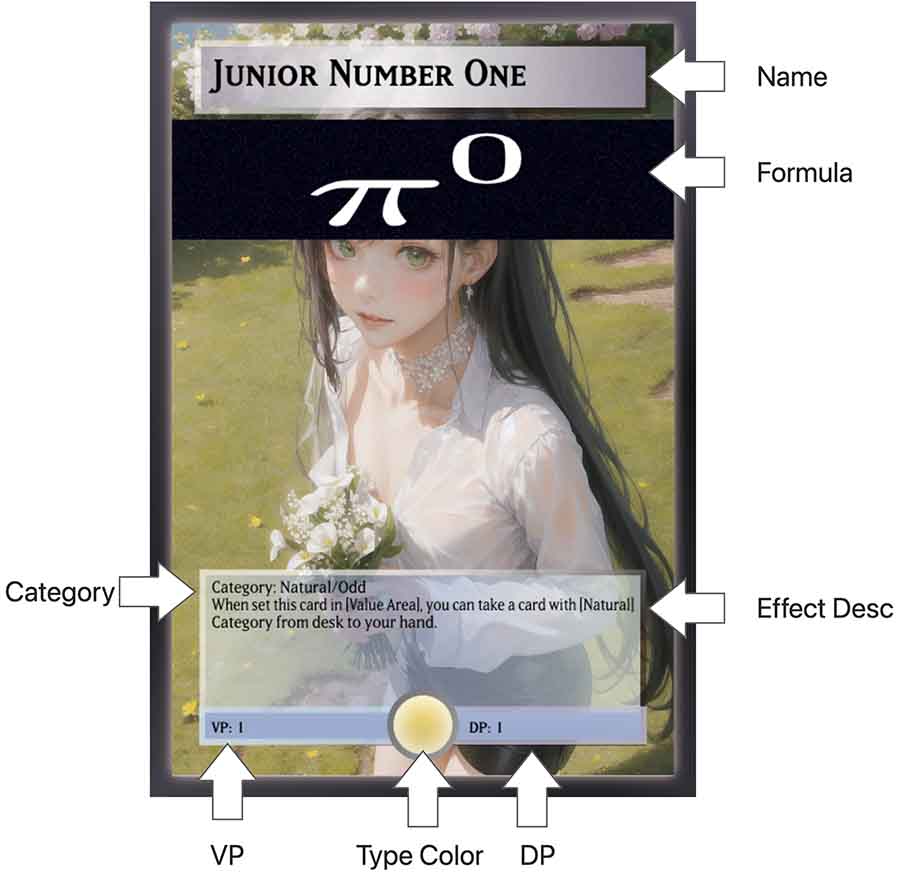 Junior Number One
Name
π⁰
Formula
Category
Category: Natural/Odd
When set this card in [Value Area], you can take a card with [Natural]
Category from desk to your hand.
Effect Desc
VP: 1
DP: 1
VP
Type Color
DP